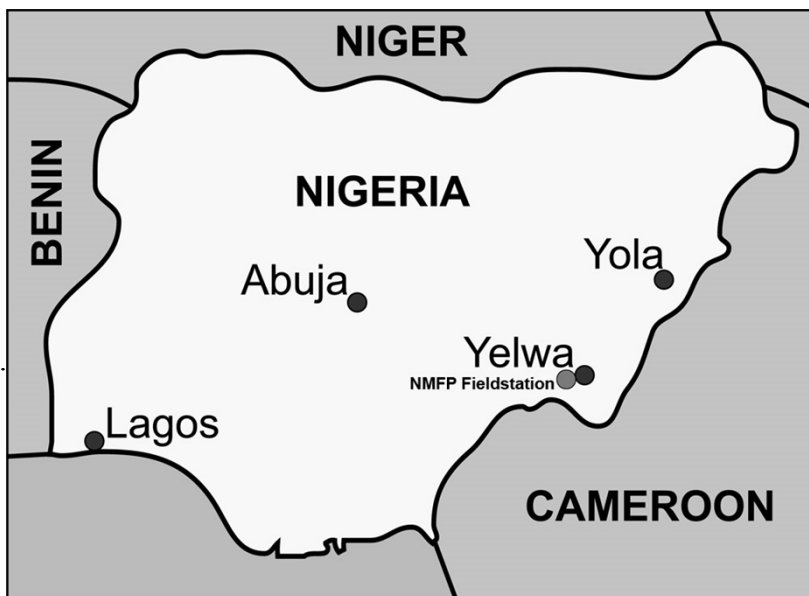 NIGER
BENIN
NIGERIA
Yola
Abuja
Yelwa
NMFP Fieldstation
Lagos
CAMEROON